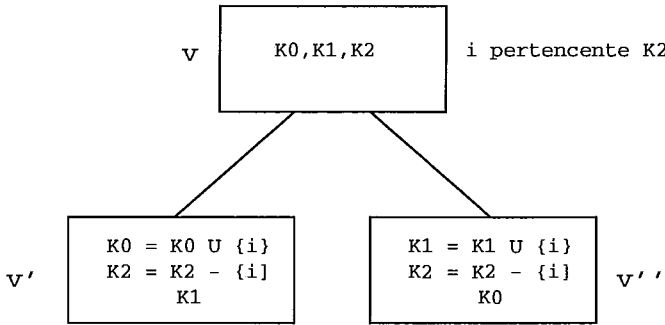 v
K0,K1,K2
i pertencente K2
K0 = K0 U {i}
K2 = K2 - {i]
K1
v'
K1 = K1 U {i}
K2 = K2 - {i]
K0
v''